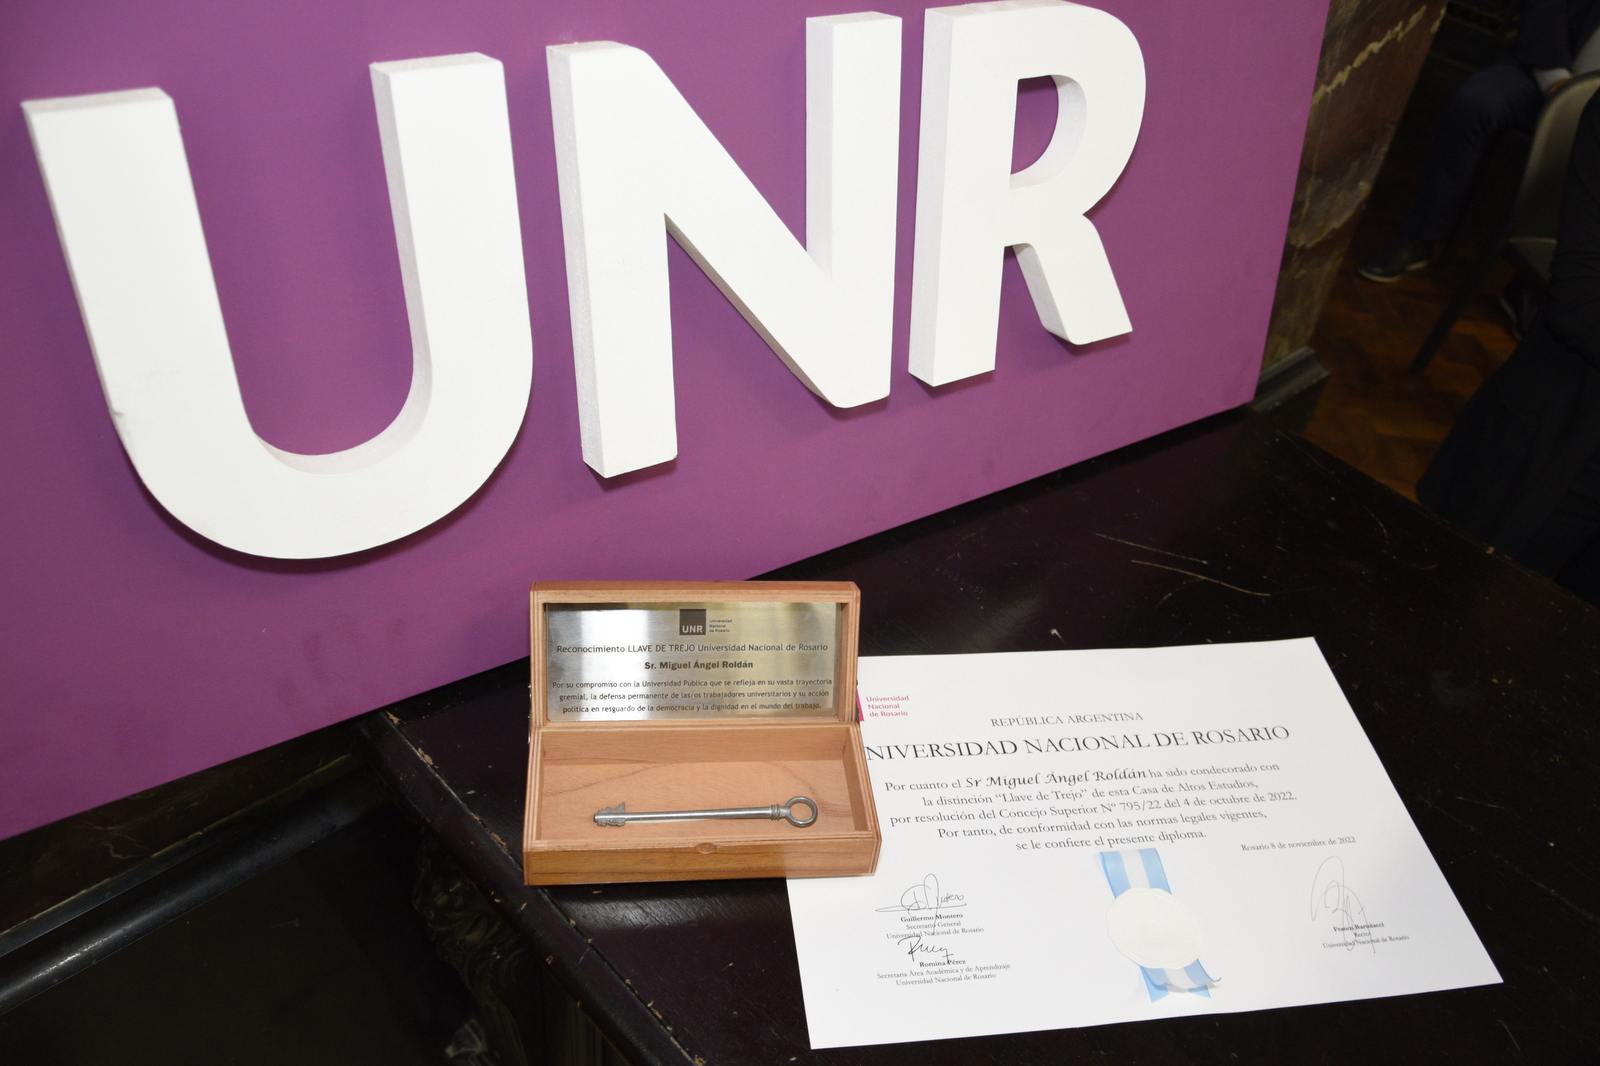 UNR
UNR
Universidad
Nacional
de Rosario
Reconocimiento LLAVE DE TREJO Universidad Nacional de Rosario
Sr. Miguel Ángel Roldán
Por su compromiso con la Universidad Pública que se refleja en su vasta trayectoria
gremial, la defensa permanente de las/os trabajadores universitarios y su acción
política en resguardo de la democracia y la dignidad en el mundo del trabajo.
Universidad
Nacional
de Rosario
REPÚBLICA ARGENTINA
NIVERSIDAD NACIONAL DE ROSARIO
Por cuanto el Sr Miguel Ángel Roldán ha sido condecorado con
la distinción “Llave de Trejo” de esta Casa de Altos Estudios,
por resolución del Concejo Superior Nº 795/22 del 4 de octubre de 2022.
Por tanto, de conformidad con las normas legales vigentes,
se le confiere el presente diploma.
Rosario 8 de noviembre de 2022
Guillermo Montero
Secretario General
Universidad Nacional de Rosario
Romina Pérez
Secretaria Área Académica y de Aprendizaje
Universidad Nacional de Rosario
Franco Bartolacci
Rector
Universidad Nacional de Rosario